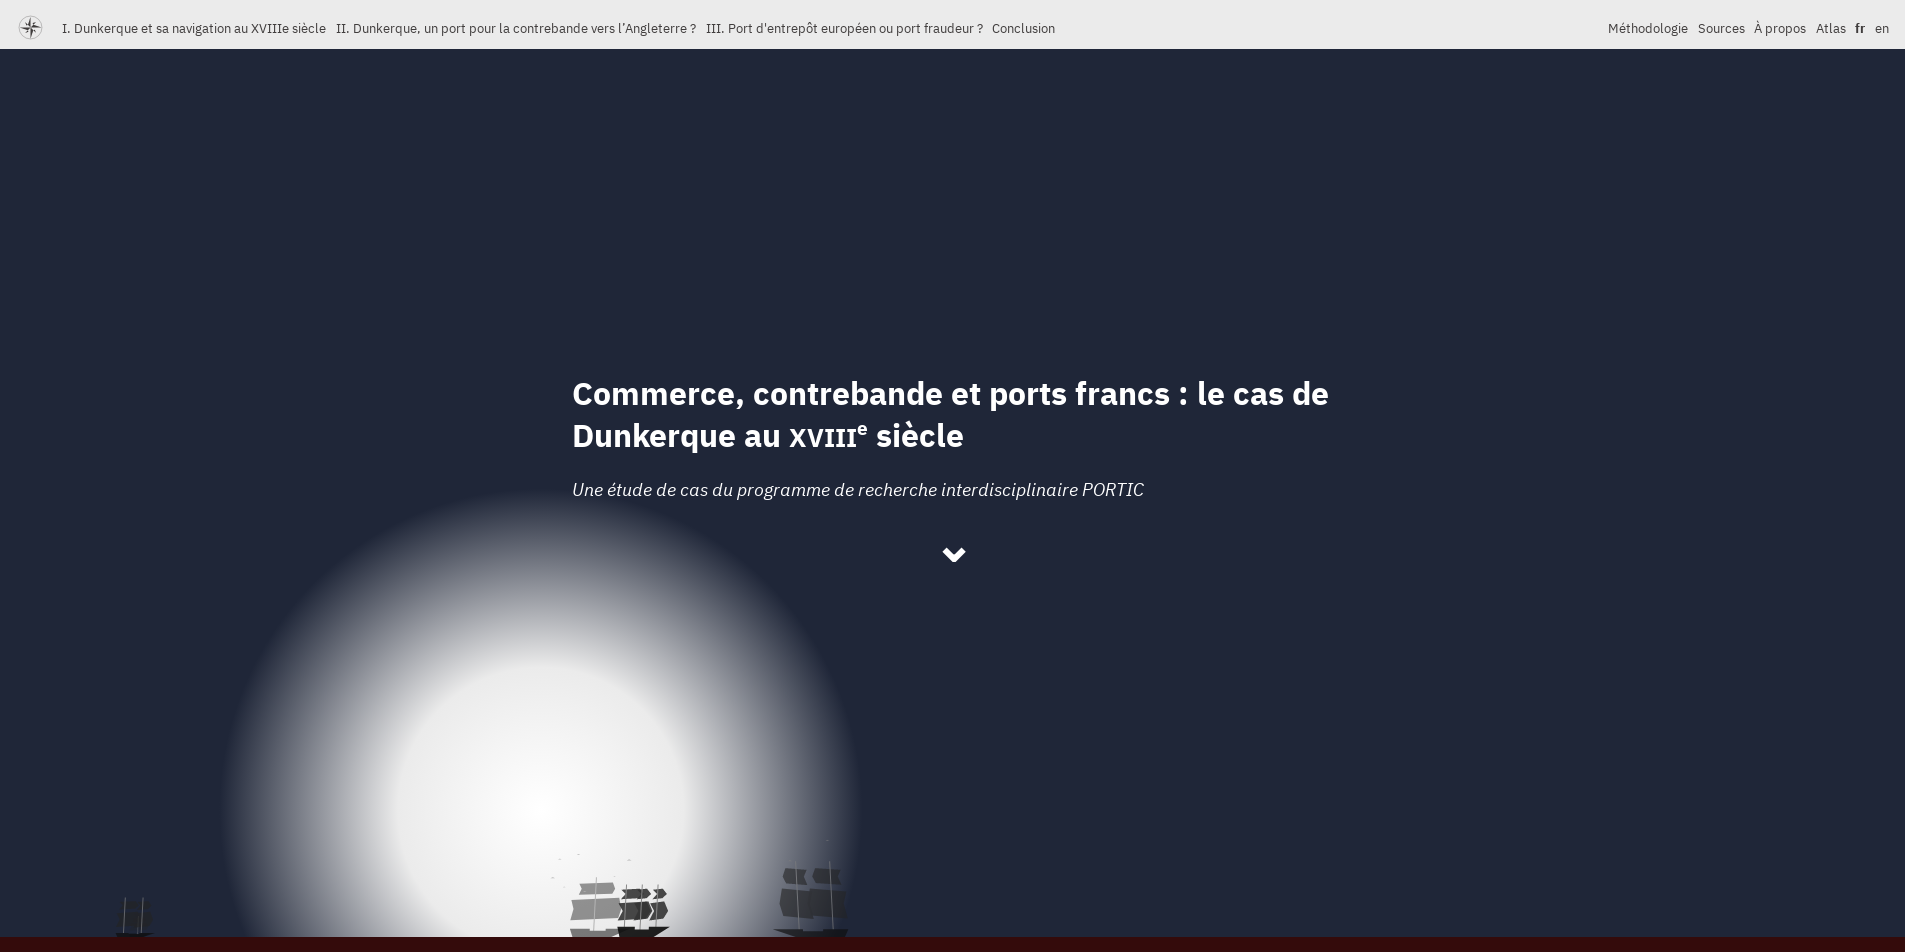 I. Dunkerque et sa navigation au XVIIIe siècle II. Dunkerque, un port pour la contrebande vers l’Angleterre ? III. Port d'entrepôt européen ou port fraudeur ? Conclusion Méthodologie Sources À propos Atlas fr en
Commerce, contrebande et ports francs : le cas de
Dunkerque au XVIIIe siècle
Une étude de cas du programme de recherche interdisciplinaire PORTIC